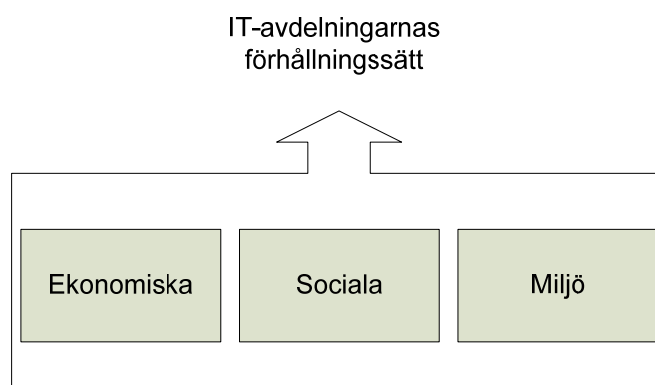 IT-avdelningarnas
förhållningssätt
Ekonomiska
Sociala
Miljö